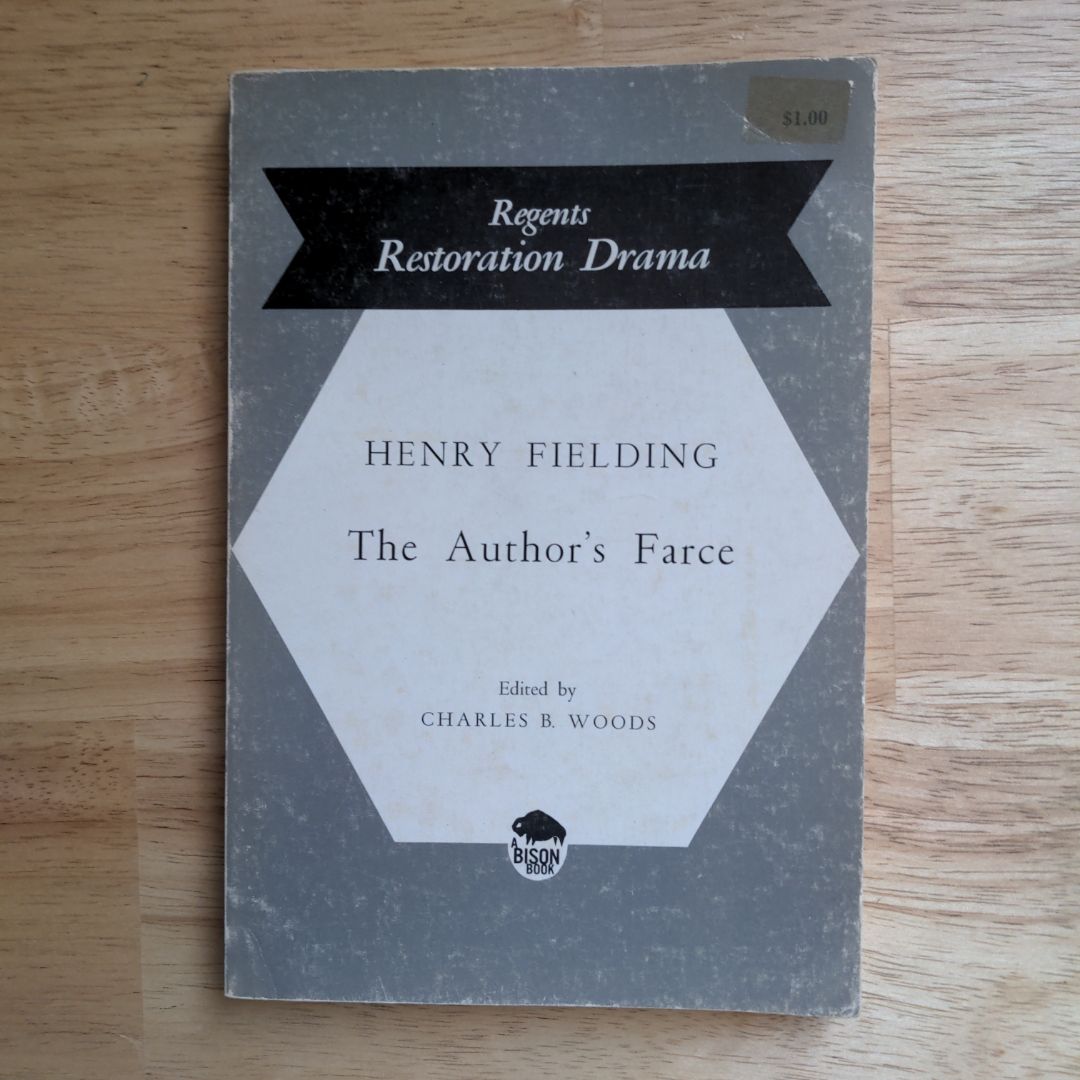 $1.00
Regents
Restoration Drama
HENRY FIELDING
The Author's Farce
Edited by
CHARLES B. WOODS
A
BISON
BOOK